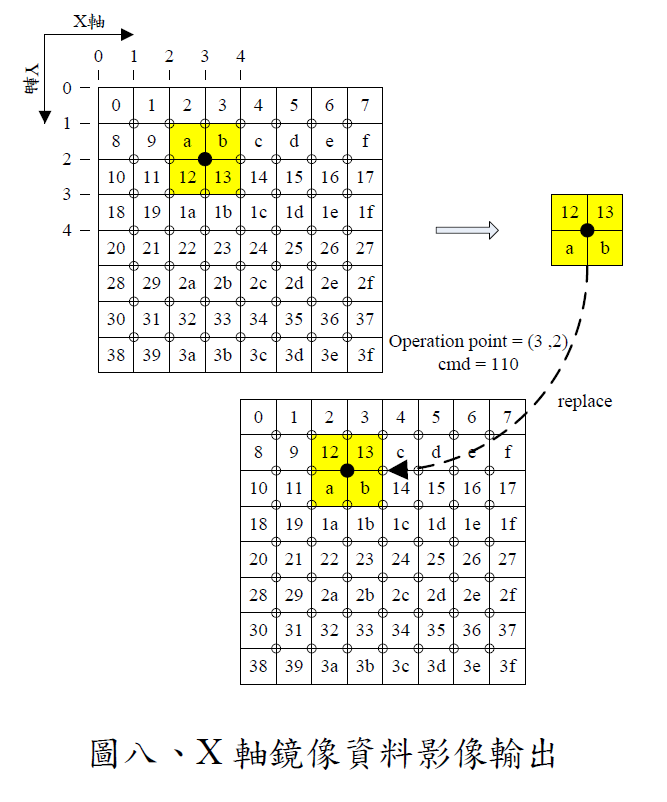 X軸
Y軸
0 1 2 3 4
0
1
2
3
4
0 1 2 3 4 5 6 7
8 9 a b c d e f
10 11 12 13 14 15 16 17
18 19 1a 1b 1c 1d 1e 1f
20 21 22 23 24 25 26 27
28 29 2a 2b 2c 2d 2e 2f
30 31 32 33 34 35 36 37
38 39 3a 3b 3c 3d 3e 3f
12 13
a b
Operation point = (3 ,2)
cmd = 110
replace
0 1 2 3 4 5 6 7
8 9 12 13 c d e f
10 11 a b 14 15 16 17
18 19 1a 1b 1c 1d 1e 1f
20 21 22 23 24 25 26 27
28 29 2a 2b 2c 2d 2e 2f
30 31 32 33 34 35 36 37
38 39 3a 3b 3c 3d 3e 3f
圖八、X 軸鏡像資料影像輸出